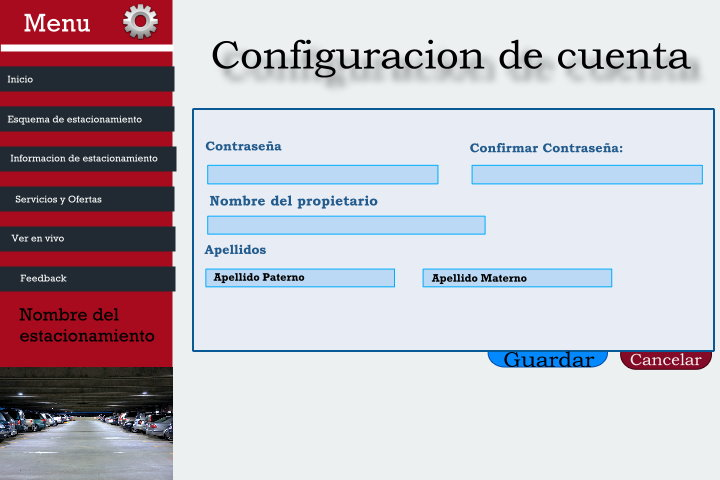 Menu
Inicio
Esquema de estacionamiento
Informacion de estacionamiento
Servicios y Ofertas
Ver en vivo
Feedback
Nombre del
estacionamiento
Configuracion de cuenta
Contraseña
Confirmar Contraseña:
Nombre del propietario
Apellidos
Apellido Paterno
Apellido Materno
Guardar
Cancelar